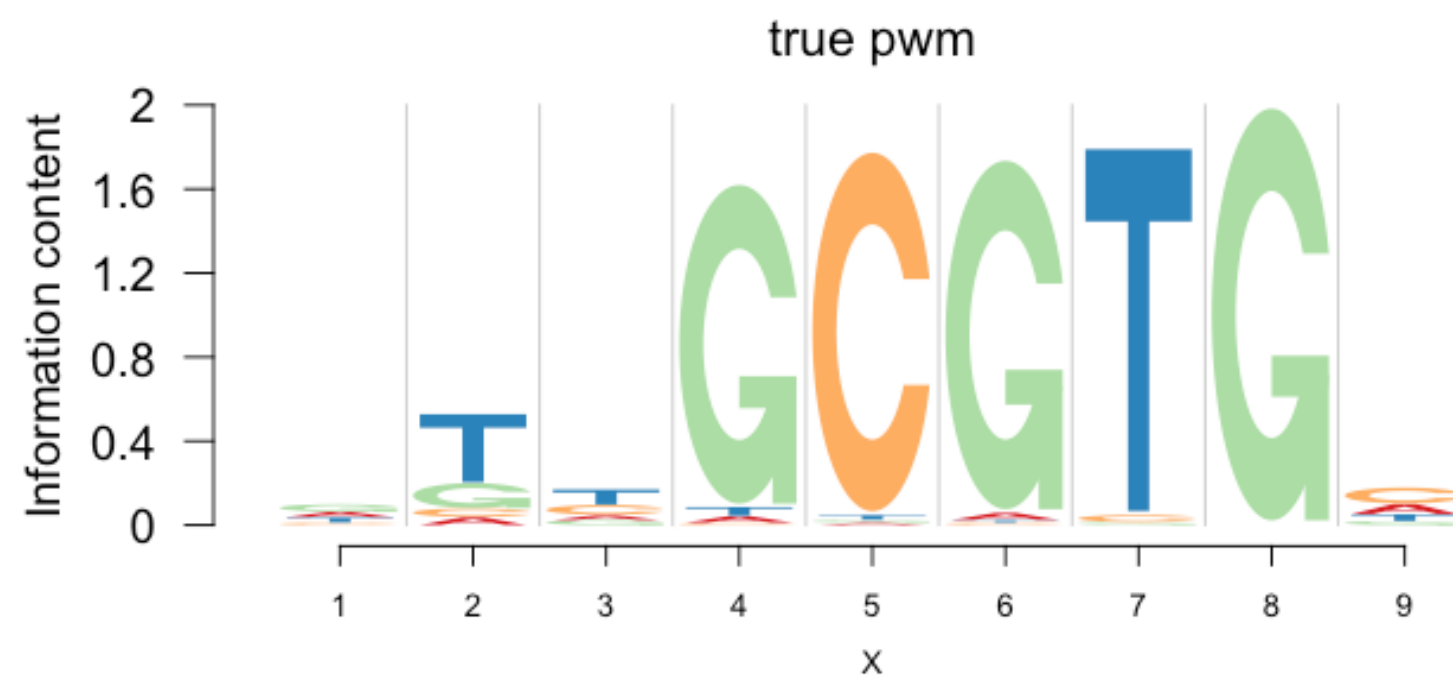 true pwm
Information content
2
1.6
1.2
0.8
0.4
0
G A T C
T G C A
T C A G
G T A
C T G A
G A T
T C G
G
C A T G
1 2 3 4 5 6 7 8 9
X